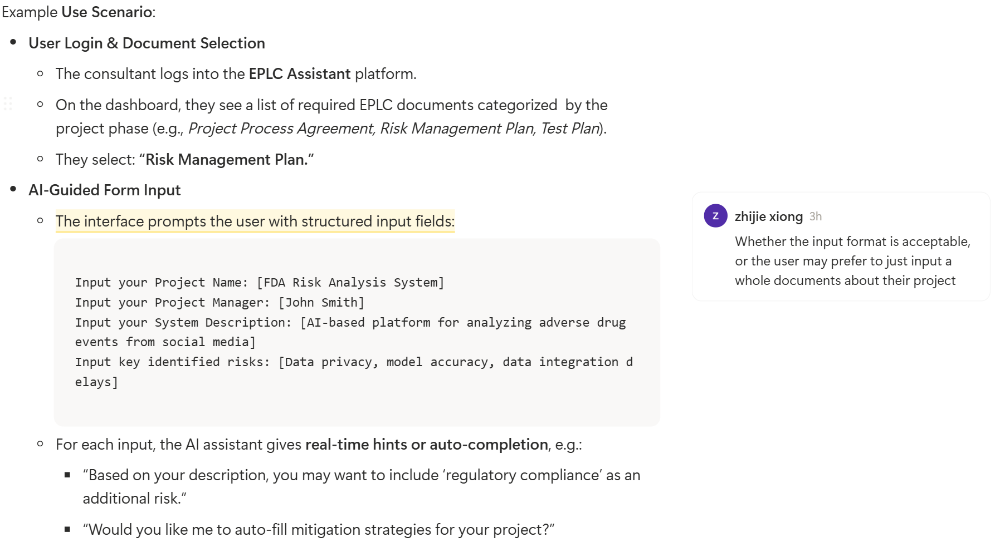 Example Use Scenario:
• User Login & Document Selection
◦ The consultant logs into the EPLC Assistant platform.
◦ On the dashboard, they see a list of required EPLC documents categorized  by the
project phase (e.g., Project Process Agreement, Risk Management Plan, Test Plan).
◦ They select: “Risk Management Plan.”
• AI-Guided Form Input
◦ The interface prompts the user with structured input fields:
Input your Project Name: [FDA Risk Analysis System]
Input your Project Manager: [John Smith]
Input your System Description: [AI-based platform for analyzing adverse drug
events from social media]
Input key identified risks: [Data privacy, model accuracy, data integration d
elays]
◦ For each input, the AI assistant gives real-time hints or auto-completion, e.g.:
▪ “Based on your description, you may want to include ‘regulatory compliance’ as an
additional risk.”
▪ “Would you like me to auto-fill mitigation strategies for your project?”
Z
zhijie xiong 3h
Whether the input format is acceptable,
or the user may prefer to just input a
whole documents about their project